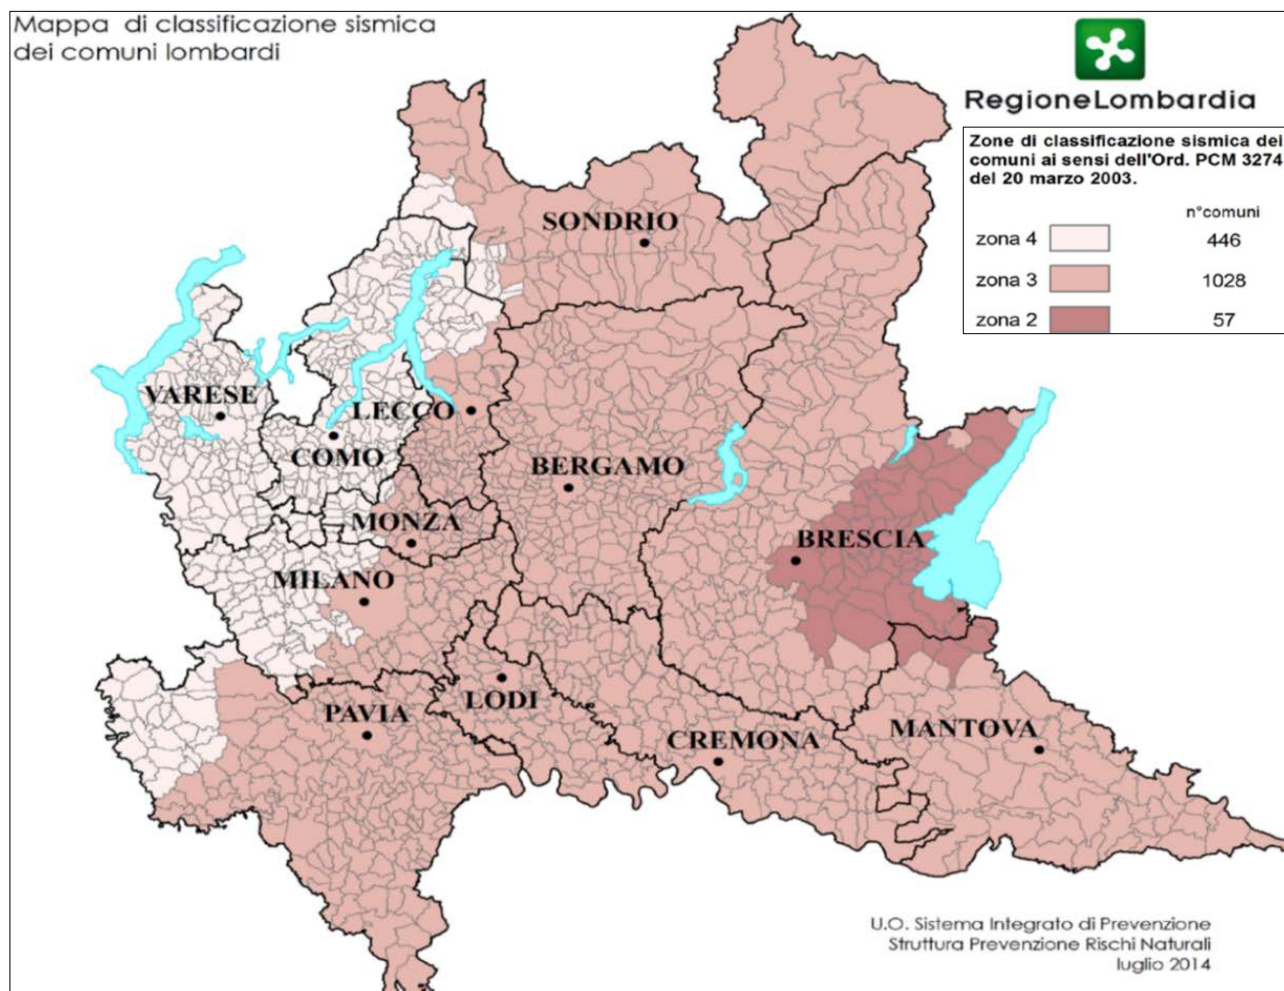 Mappa di classificazione sismica
dei comuni lombardi
RegioneLombardia
Zone di classificazione sismica dei
comuni ai sensi dell'Ord. PCM 3274
del 20 marzo 2003.
n°comuni
zona 4 446
zona 3 1028
zona 2 57
SONDRIO
VARESE
LECCO
COMO
BERGAMO
MONZA
BRESCIA
MILANO
LODI
PAVIA
MANTOVA
CREMONA
U.O. Sistema Integrato di Prevenzione
Struttura Prevenzione Rischi Naturali
luglio 2014